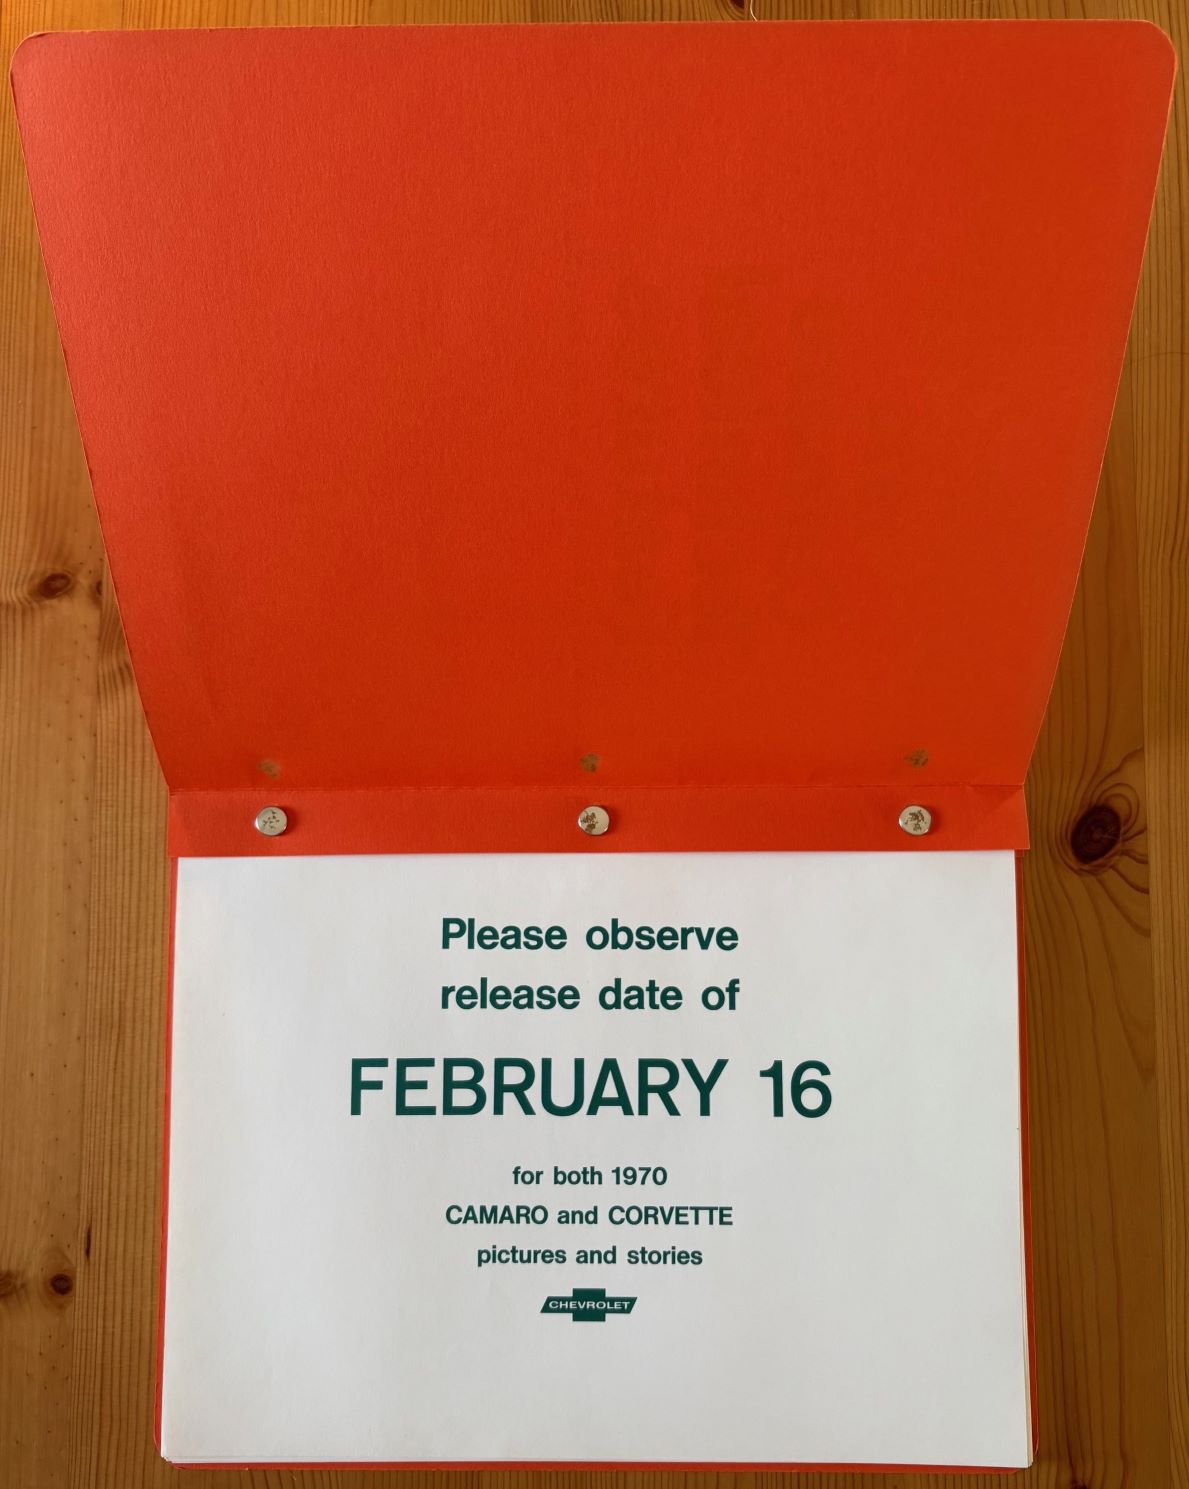 Please observe
release date of
FEBRUARY 16
for both 1970
CAMARO and CORVETTE
pictures and stories
CHEVROLET